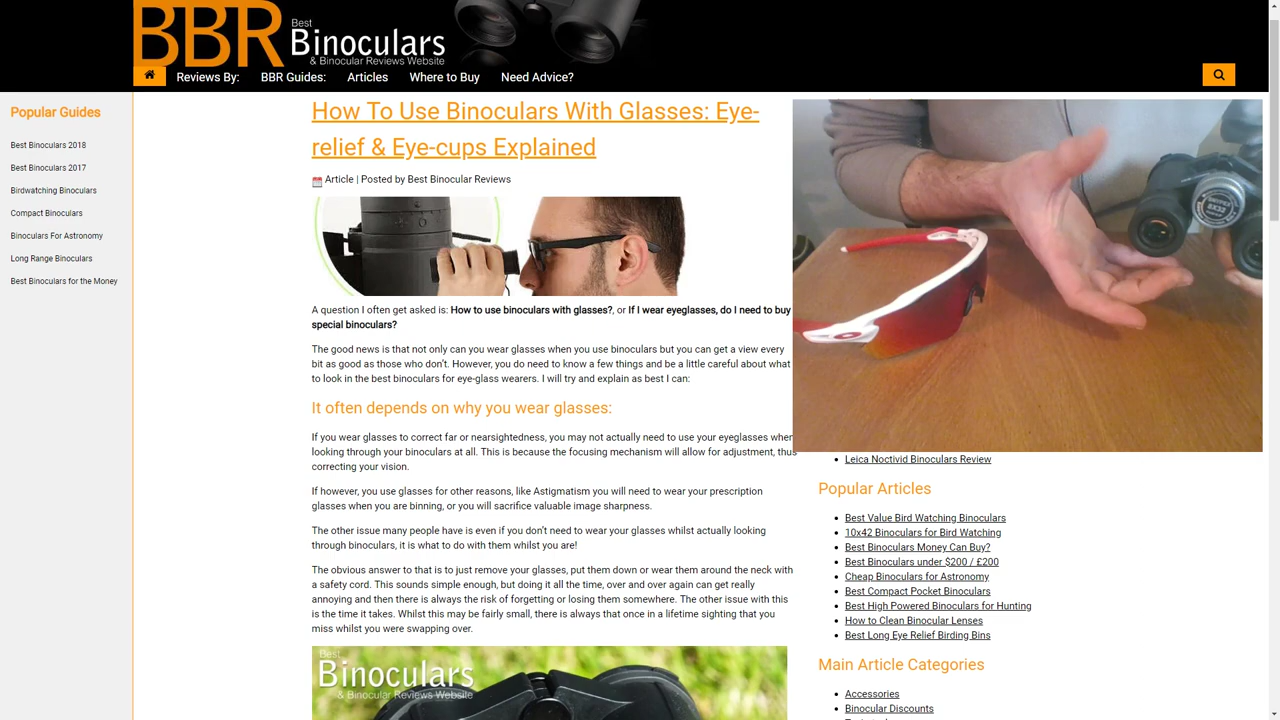 BBR Best
Binoculars
& Binocular Reviews Website
Reviews By: BBR Guides: Articles Where to Buy Need Advice?
Popular Guides
Best Binoculars 2018
Best Binoculars 2017
Birdwatching Binoculars
Compact Binoculars
Binoculars For Astronomy
Long Range Binoculars
Best Binoculars for the Money
How To Use Binoculars With Glasses: Eye-
relief & Eye-cups Explained
Article | Posted by Best Binocular Reviews
A question I often get asked is: How to use binoculars with glasses?, or If I wear eyeglasses, do I need to buy
special binoculars?
The good news is that not only can you wear glasses when you use binoculars but you can get a view every
bit as good as those who don't. However, you do need to know a few things and be a little careful about what
to look in the best binoculars for eye-glass wearers. I will try and explain as best I can:
It often depends on why you wear glasses:
If you wear glasses to correct far or nearsightedness, you may not actually need to use your eyeglasses when
looking through your binoculars at all. This is because the focusing mechanism will allow for adjustment, thus
correcting your vision.
If however, you use glasses for other reasons, like Astigmatism you will need to wear your prescription
glasses when you are binning, or you will sacrifice valuable image sharpness.
The other issue many people have is even if you don't need to wear your glasses whilst actually looking
through binoculars, it is what to do with them whilst you are!
The obvious answer to that is to just remove your glasses, put them down or wear them around the neck with
a safety cord. This sounds simple enough, but doing it all the time, over and over again can get really
annoying and then there is always the risk of forgetting or losing them somewhere. The other issue with this
is the time it takes. Whilst this may be fairly small, there is always that once in a lifetime sighting that you
miss whilst you were swapping over.
Best
Binoculars
& Binocular Reviews Website
8X32
Leica Noctivid Binoculars Review
Popular Articles
Best Value Bird Watching Binoculars
10x42 Binoculars for Bird Watching
Best Binoculars Money Can Buy?
Best Binoculars under $200 / £200
Cheap Binoculars for Astronomy
Best Compact Pocket Binoculars
Best High Powered Binoculars for Hunting
How to Clean Binocular Lenses
Best Long Eye Relief Birding Bins
Main Article Categories
Accessories
Binocular Discounts